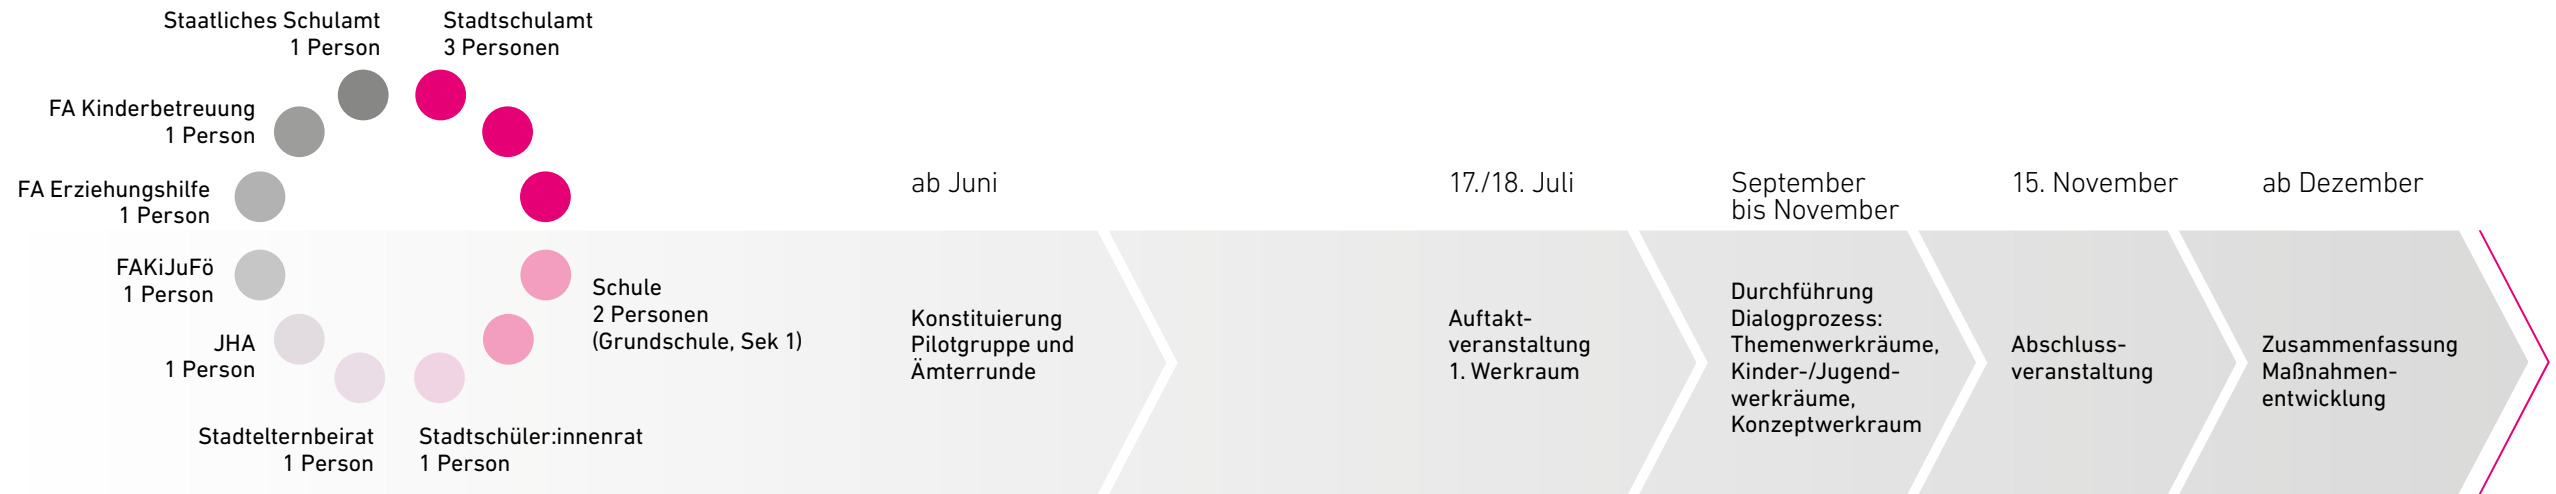 Staatliches Schulamt
1 Person
Stadtschulamt
3 Personen
FA Kinderbetreuung
1 Person
FA Erziehungshilfe
1 Person
FAKiJuFö
1 Person
JHA
1 Person
Stadtelternbeirat
1 Person
Stadtschüler:innenrat
1 Person
Schule
2 Personen
(Grundschule, Sek 1)
ab Juni
Konstituierung
Pilotgruppe und
Ämterrunde
17./18. Juli
Auftakt-
veranstaltung
1. Werkraum
September
bis November
Durchführung
Dialogprozess:
Themenwerkräume,
Kinder-/Jugend-
werkräume,
Konzeptwerkraum
15. November
Abschluss-
veranstaltung
ab Dezember
Zusammenfassung
Maßnahmen-
entwicklung